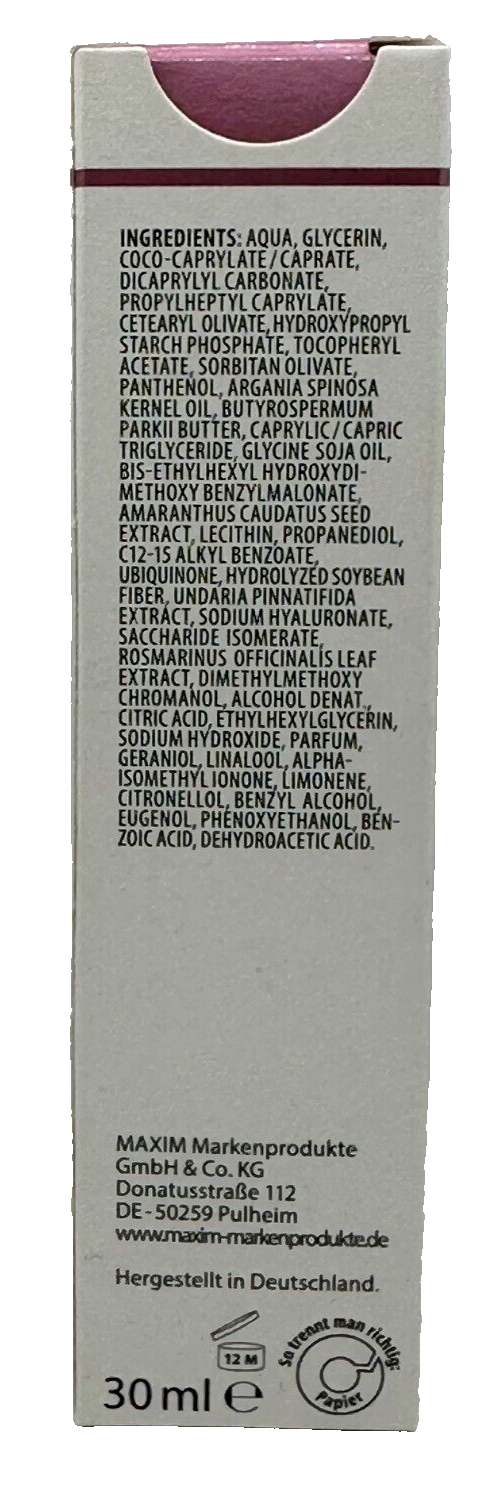 INGREDIENTS: AQUA, GLYCERIN,
COCO-CAPRYLATE/CAPRATE,
DICAPRYLYL CARBONATE,
PROPYLHEPTYL CAPRYLATE,
CETEARYL OLIVATE, HYDROXYPROPYL
STARCH PHOSPHATE, TOCOPHERYL
ACETATE, SORBITAN OLIVATE,
PANTHENOL, ARGANIA SPINOSA
KERNEL OIL, BUTYROSPERMUM
PARKII BUTTER, CAPRYLIC/CAPRIC
TRIGLYCERIDE, GLYCINE SOJA OIL,
BIS-ETHYLHEXYL HYDROXYDI-
METHOXY BENZYLMALONATE,
AMARANTHUS CAUDATUS SEED
EXTRACT, LECITHIN, PROPANEDIOL,
C12-15 ALKYL BENZOATE,
UBIQUINONE, HYDROLYZED SOYBEAN
FIBER, UNDARIA PINNATIFIDA
EXTRACT, SODIUM HYALURONATE,
SACCHARIDE ISOMERATE,
ROSMARINUS OFFICINALIS LEAF
EXTRACT, DIMETHYLMETHOXY
CHROMANOL, ALCOHOL DENAT.,
CITRIC ACID, ETHYLHEXYLGLYCERIN,
SODIUM HYDROXIDE, PARFUM,
GERANIOL, LINALOOL, ALPHA-
ISOMETHYL IONONE, LIMONENE,
CITRONELLOL, BENZYL ALCOHOL,
EUGENOL, PHENOXYETHANOL, BEN-
ZOIC ACID, DEHYDROACETIC ACID.
MAXIM Markenprodukte
GmbH & Co. KG
Donatusstraße 112
DE-50259 Pulheim
www.maxim-markenprodukte.de
Hergestellt in Deutschland.
12 M
So trennt man richtig:
Papier
30 ml ℮